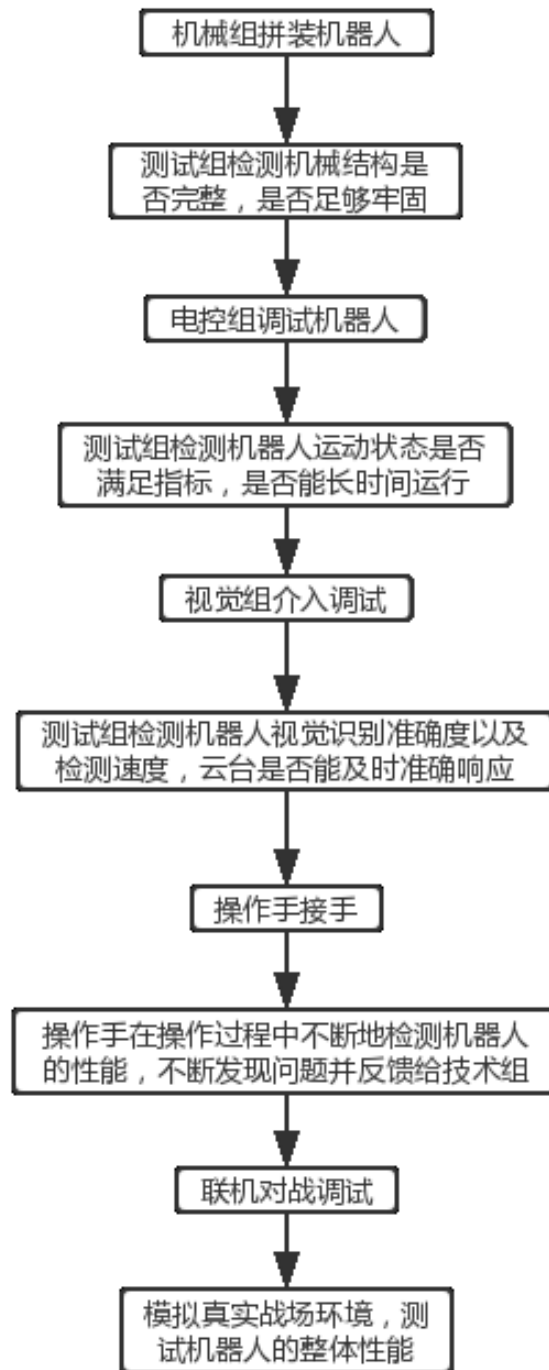 机械组拼装机器人
测试组检测机械结构是
否完整，是否足够牢固
电控组调试机器人
测试组检测机器人运动状态是否
满足指标，是否能长时间运行
视觉组介入调试
测试组检测机器人视觉识别准确度以及
检测速度，云台是否能及时准确响应
操作手接手
操作手在操作过程中不断地检测机器人
的性能，不断发现问题并反馈给技术组
联机对战调试
模拟真实战场环境，测
试机器人的整体性能